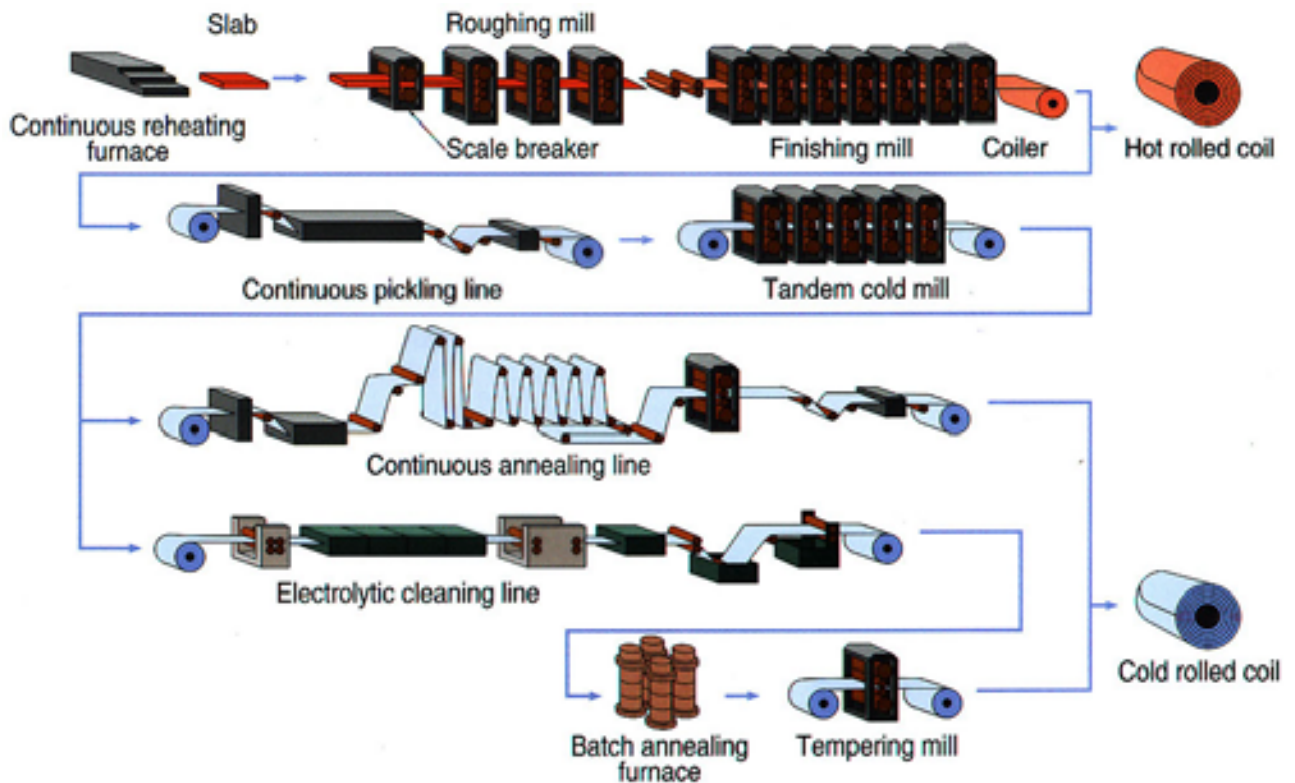 Slab
Roughing mill
Continuous reheating
furnace
Scale breaker
Finishing mill
Coiler
Hot rolled coil
Continuous pickling line
Tandem cold mill
Continuous annealing line
Electrolytic cleaning line
Cold rolled coil
Batch annealing
furnace
Tempering mill